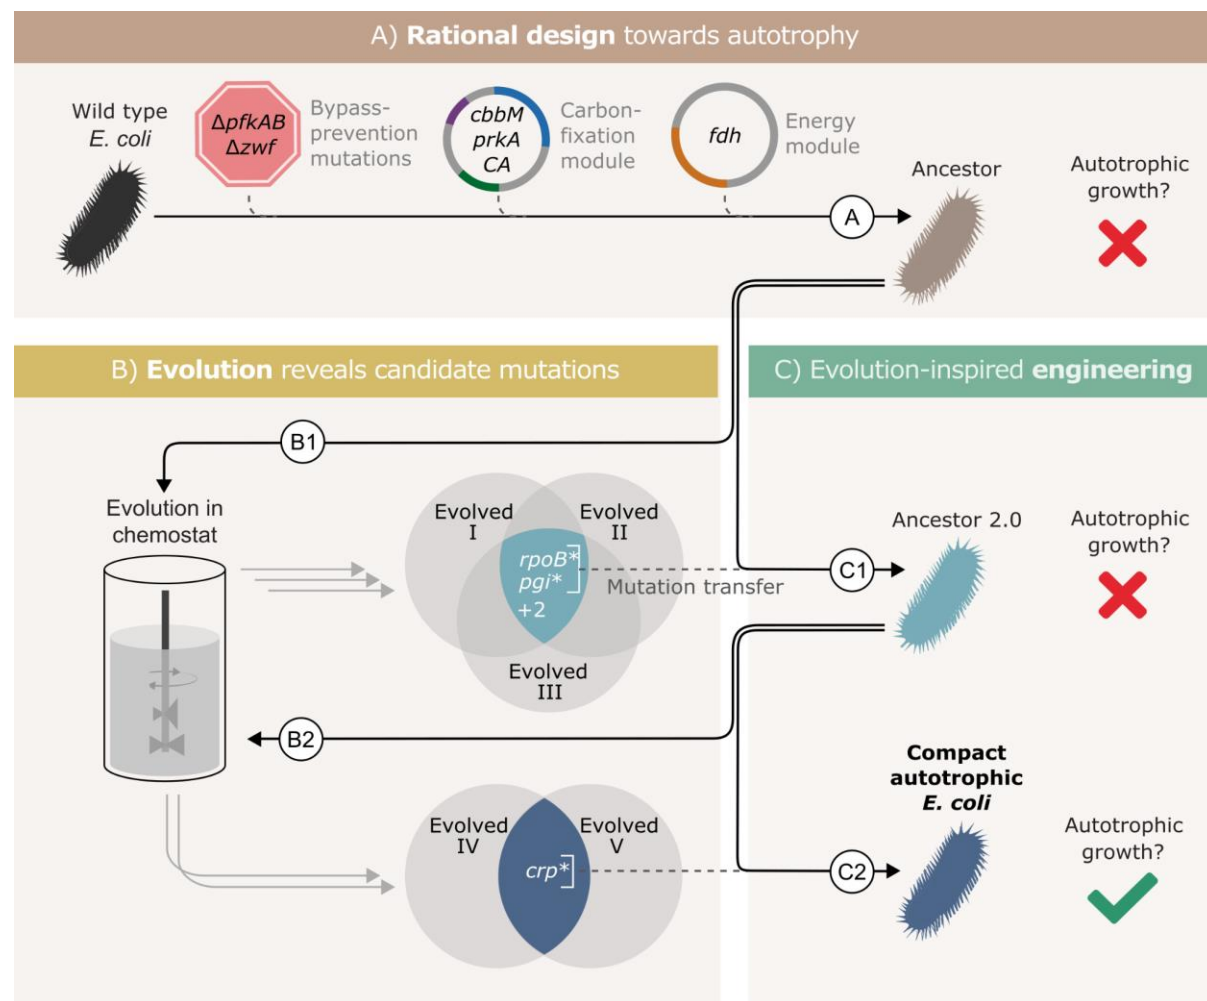 A) Rational design towards autotrophy
Wild type
E. coli
ΔpfkAB
Δzwf
Bypass-
prevention
mutations
cbbM
prkA
CA
Carbon-
fixation
module
fdh
Energy
module
A
Ancestor
Autotrophic
growth?
B) Evolution reveals candidate mutations
C) Evolution-inspired engineering
B1
Evolution in
chemostat
Evolved
I
Evolved
II
rpoB*
pgi*
+2
Evolved
III
Mutation transfer
C1
Ancestor 2.0
Autotrophic
growth?
B2
Evolved
IV
Evolved
V
crp*
C2
Compact
autotrophic
E. coli
Autotrophic
growth?